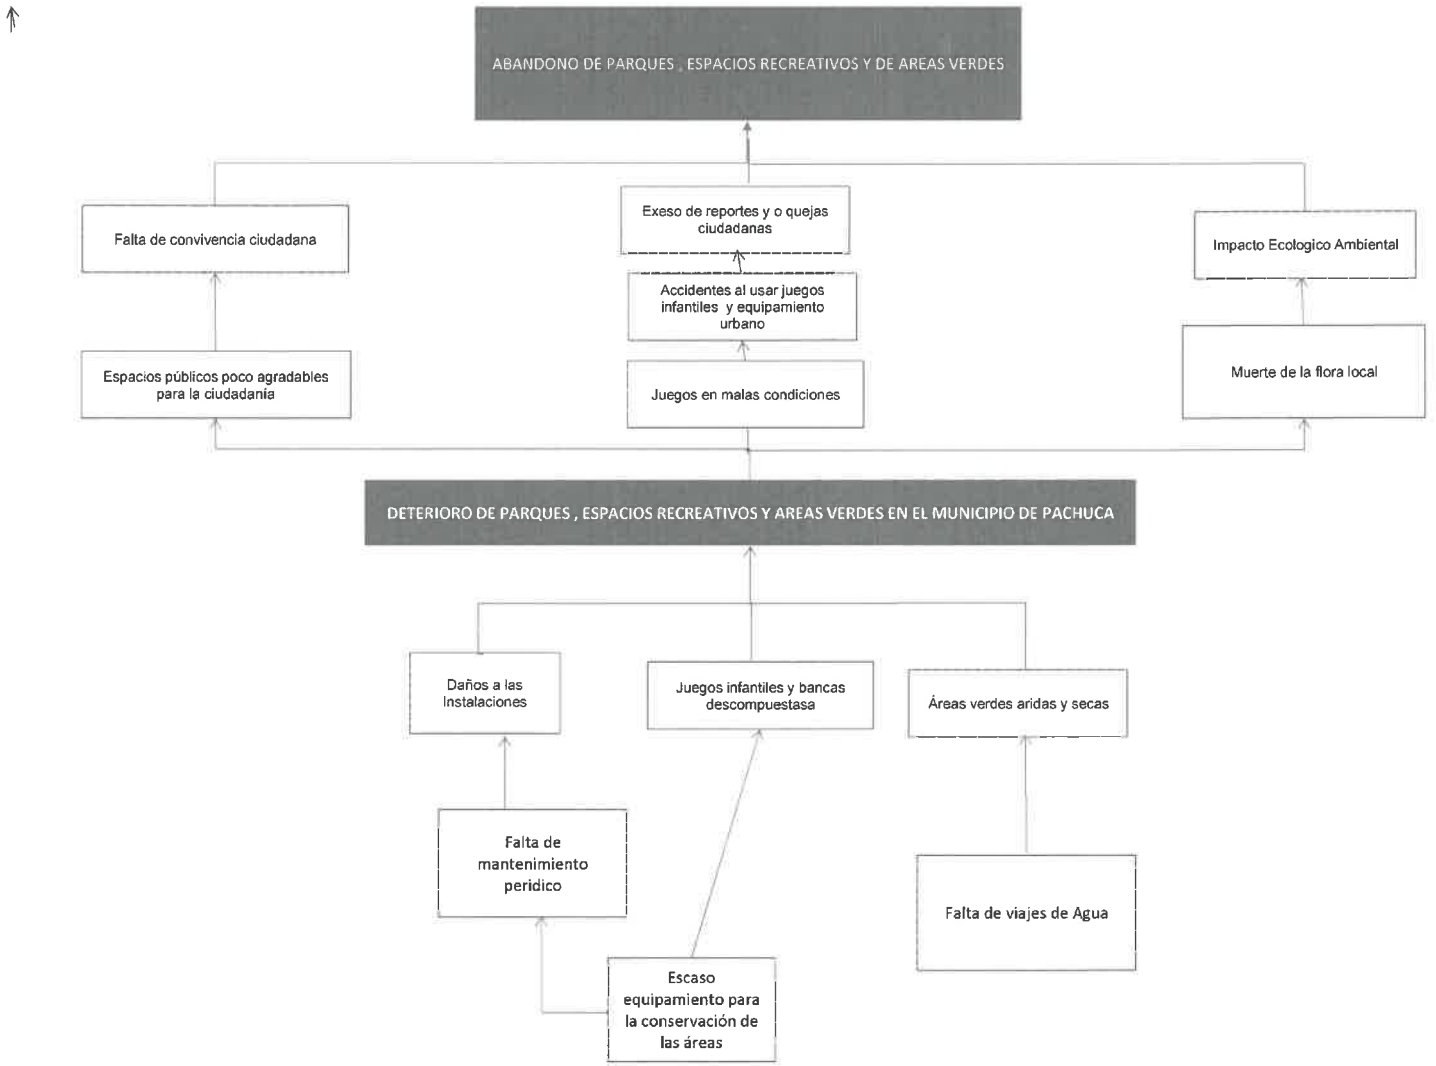 ABANDONO DE PARQUES , ESPACIOS RECREATIVOS Y DE AREAS VERDES
Falta de convivencia ciudadana
Exeso de reportes y o quejas
ciudadanas
Impacto Ecologico Ambiental
Accidentes al usar juegos
infantiles y equipamiento
urbano
Espacios públicos poco agradables
para la ciudadanía
Juegos en malas condiciones
Muerte de la flora local
DETERIORO DE PARQUES , ESPACIOS RECREATIVOS Y AREAS VERDES EN EL MUNICIPIO DE PACHUCA
Daños a las
Instalaciones
Juegos infantiles y bancas
descompuestasa
Áreas verdes aridas y secas
Falta de
mantenimiento
peridico
Falta de viajes de Agua
Escaso
equipamiento para
la conservación de
las áreas